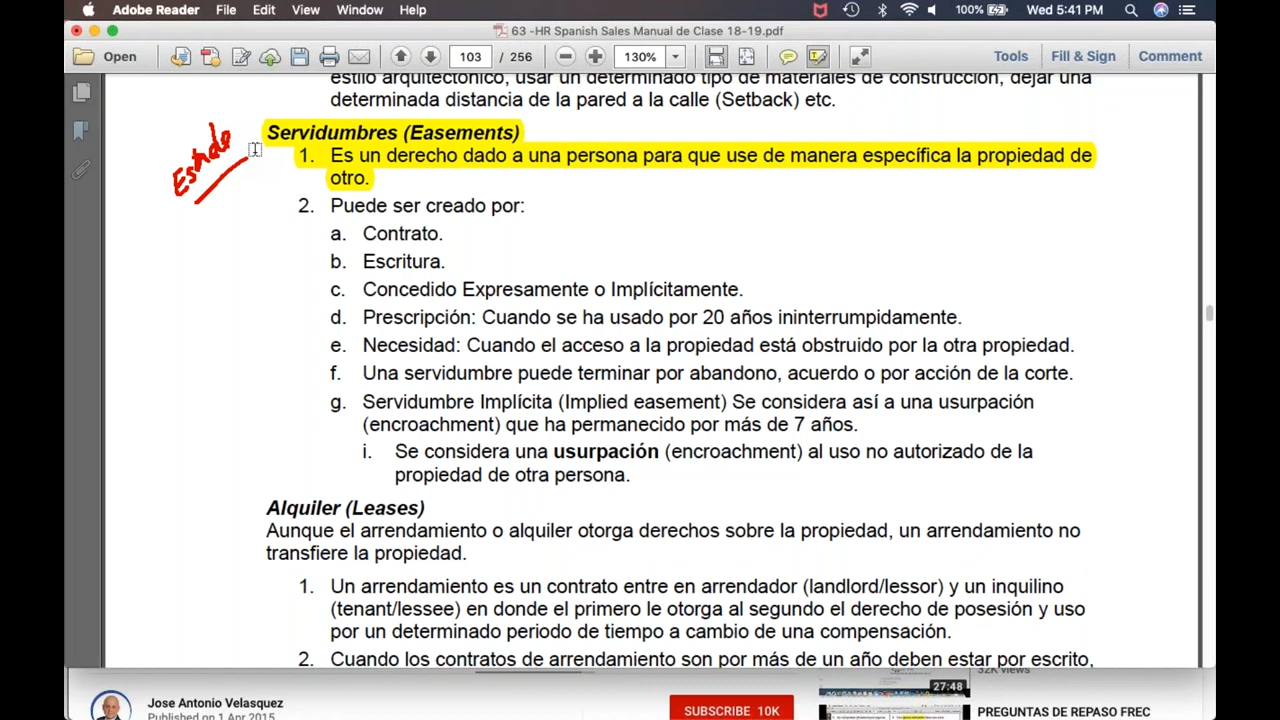 Adobe Reader File Edit View Window Help 100% Wed 5:41 PM
63 -HR Spanish Sales Manual de Clase 18-19.pdf
Open 103 / 256 130% Tools Fill & Sign Comment
estilo arquitectónico, usar un determinado tipo de materiales de construcción, dejar una
determinada distancia de la pared a la calle (Setback) etc.
Servidumbres (Easements)
1. Es un derecho dado a una persona para que use de manera específica la propiedad de
otro.
2. Puede ser creado por:
a. Contrato.
b. Escritura.
c. Concedido Expresamente o Implícitamente.
d. Prescripción: Cuando se ha usado por 20 años ininterrumpidamente.
e. Necesidad: Cuando el acceso a la propiedad está obstruido por la otra propiedad.
f. Una servidumbre puede terminar por abandono, acuerdo o por acción de la corte.
g. Servidumbre Implícita (Implied easement) Se considera así a una usurpación
(encroachment) que ha permanecido por más de 7 años.
i. Se considera una usurpación (encroachment) al uso no autorizado de la
propiedad de otra persona.
Alquiler (Leases)
Aunque el arrendamiento o alquiler otorga derechos sobre la propiedad, un arrendamiento no
transfiere la propiedad.
1. Un arrendamiento es un contrato entre en arrendador (landlord/lessor) y un inquilino
(tenant/lessee) en donde el primero le otorga al segundo el derecho de posesión y uso
por un determinado periodo de tiempo a cambio de una compensación.
2. Cuando los contratos de arrendamiento son por más de un año deben estar por escrito,
32K views
27:48
Jose Antonio Velasquez
Published on 1 Apr 2015
SUBSCRIBE 10K
PREGUNTAS DE REPASO FREC